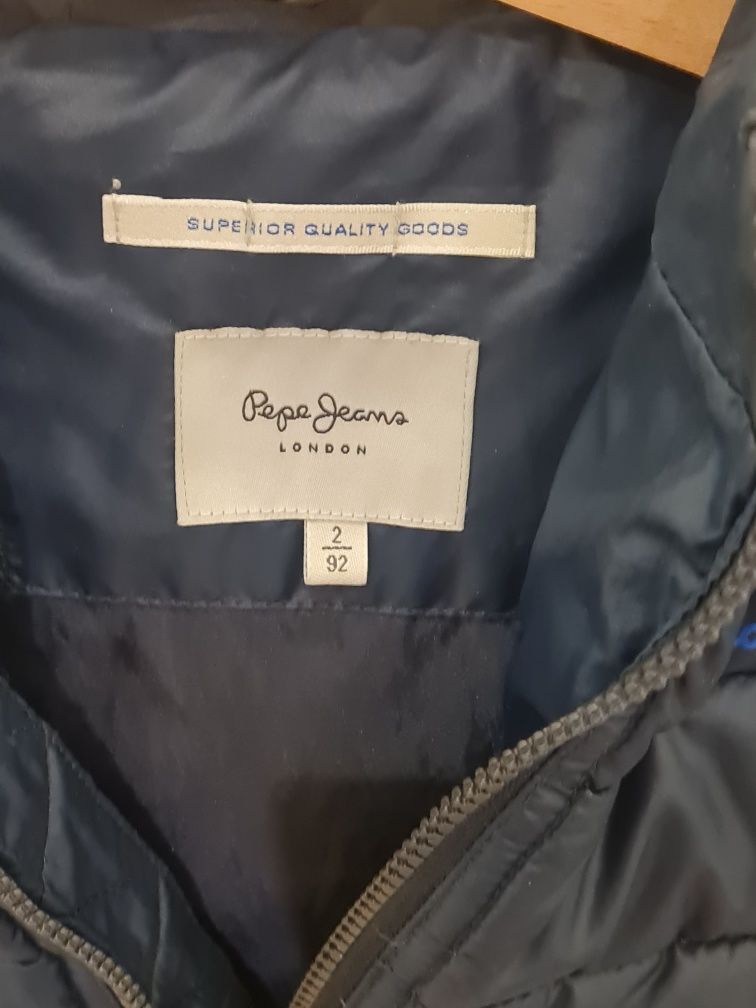 SUPERIOR QUALITY GOODS
Pepe Jeans
LONDON
2
92